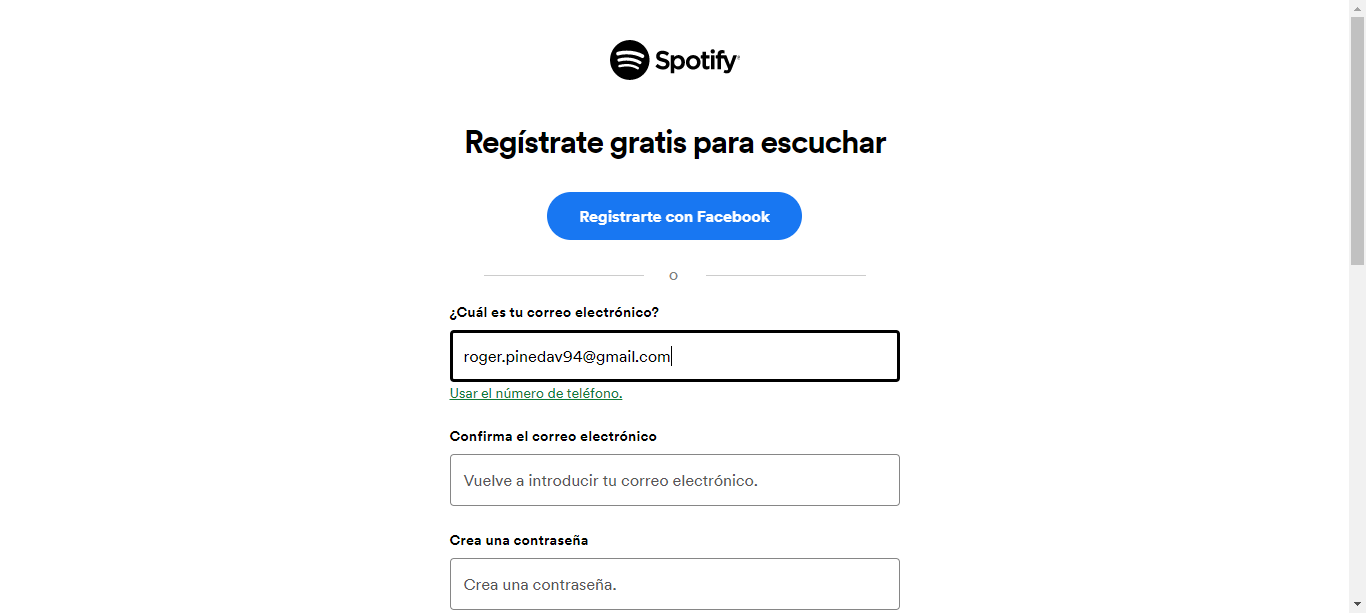 Spotify
Regístrate gratis para escuchar
Registrarte con Facebook
o
¿Cuál es tu correo electrónico?
roger.pinedav94@gmail.com
Usar el número de teléfono.
Confirma el correo electrónico
Vuelve a introducir tu correo electrónico.
Crea una contraseña
Crea una contraseña.